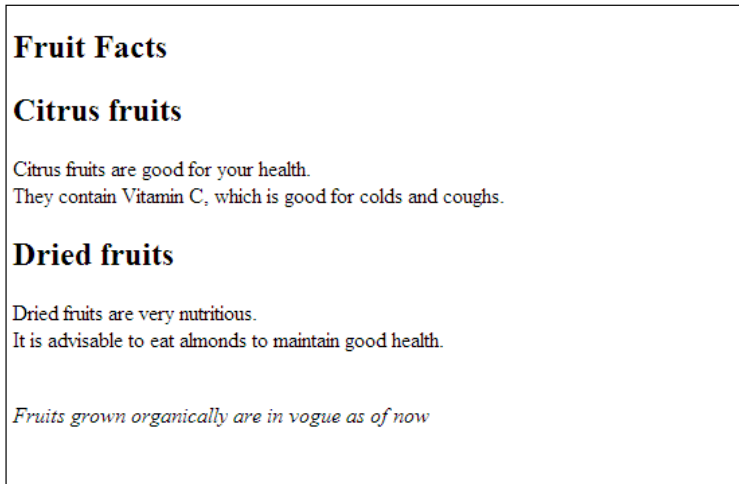 Fruit Facts
Citrus fruits
Citrus fruits are good for your health.
They contain Vitamin C, which is good for colds and coughs.
Dried fruits
Dried fruits are very nutritious.
It is advisable to eat almonds to maintain good health.
Fruits grown organically are in vogue as of now